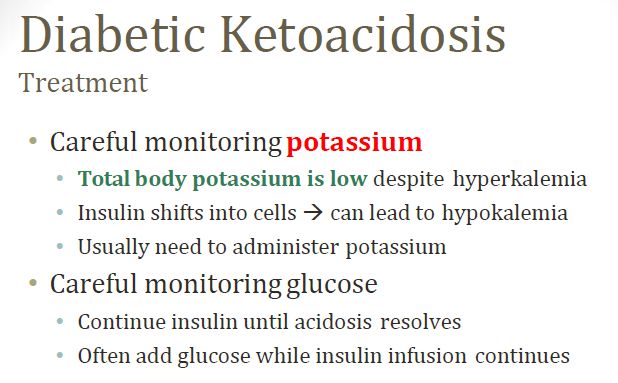 Diabetic Ketoacidosis
Treatment
• Careful monitoring potassium
• Total body potassium is low despite hyperkalemia
• Insulin shifts into cells → can lead to hypokalemia
• Usually need to administer potassium
• Careful monitoring glucose
• Continue insulin until acidosis resolves
• Often add glucose while insulin infusion continues